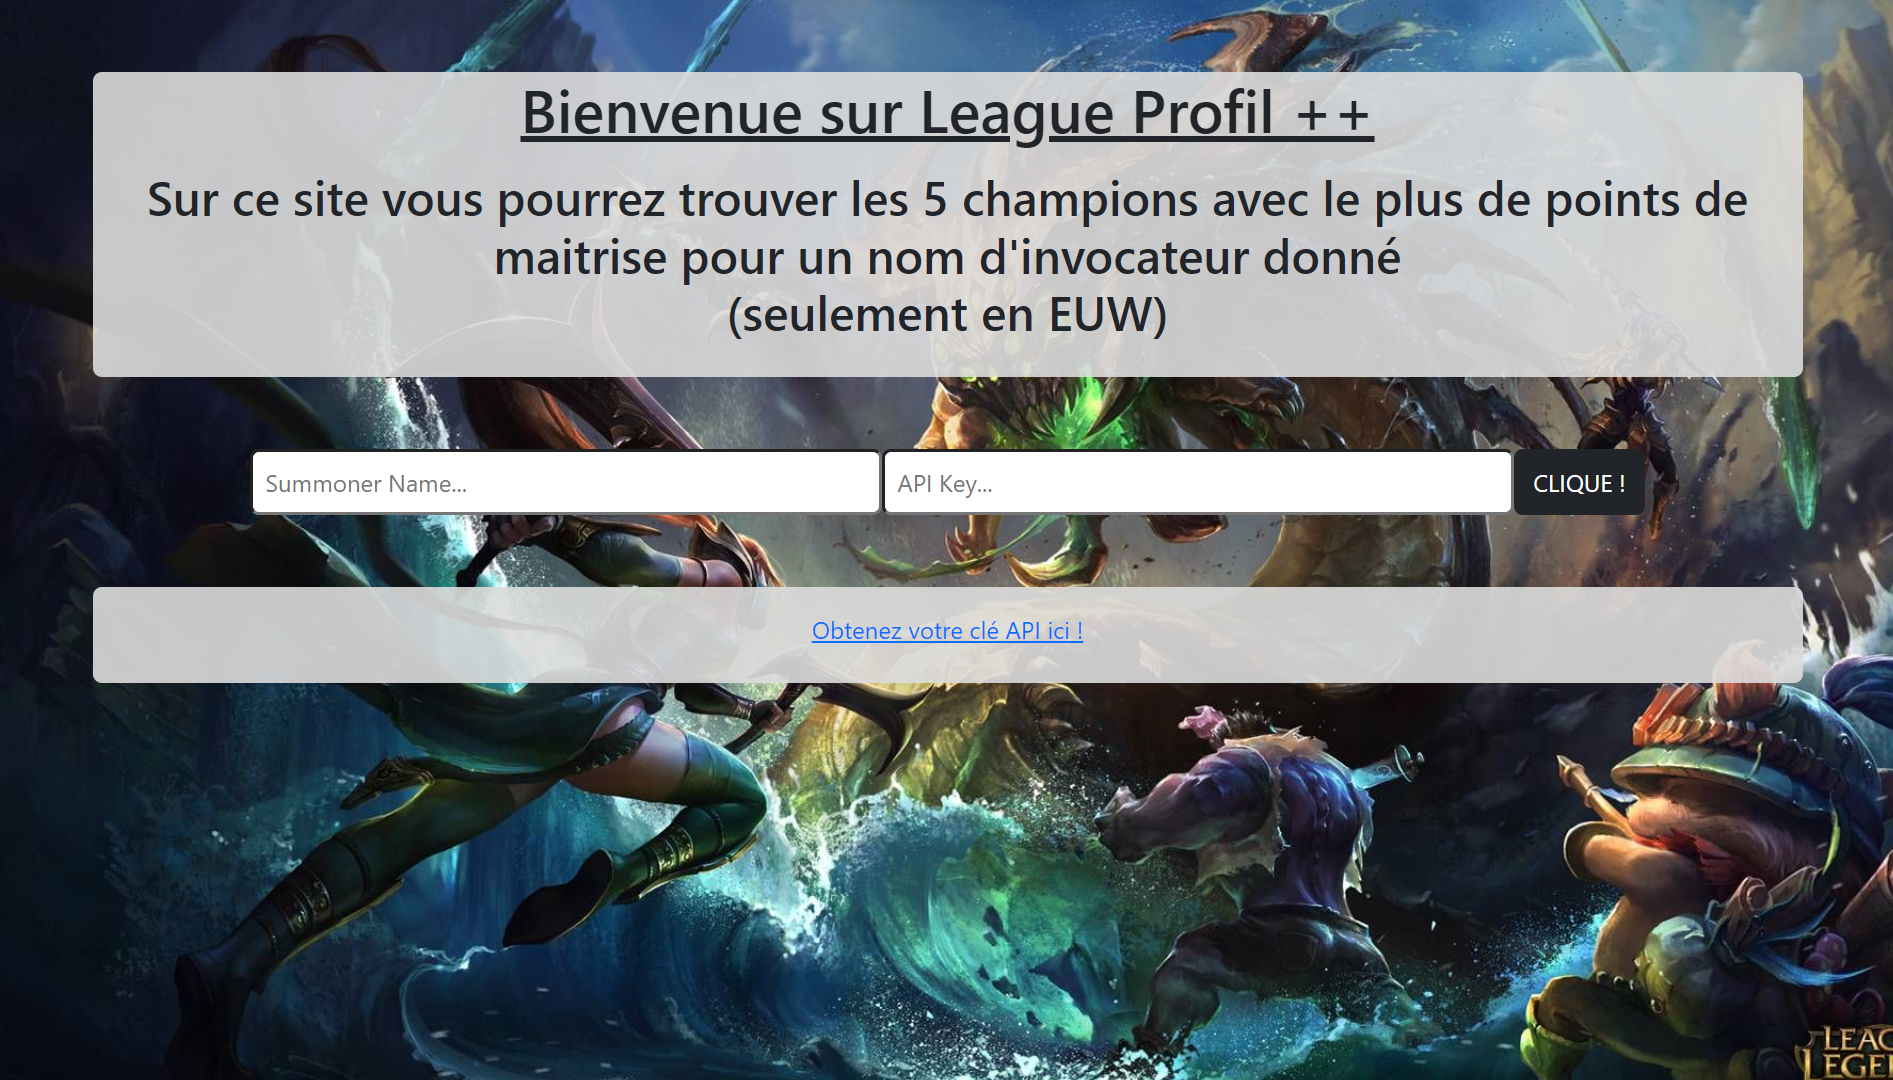 Bienvenue sur League Profil ++
Sur ce site vous pourrez trouver les 5 champions avec le plus de points de
maitrise pour un nom d'invocateur donné
(seulement en EUW)
Summoner Name...
API Key...
CLIQUE !
Obtenez votre clé API ici !